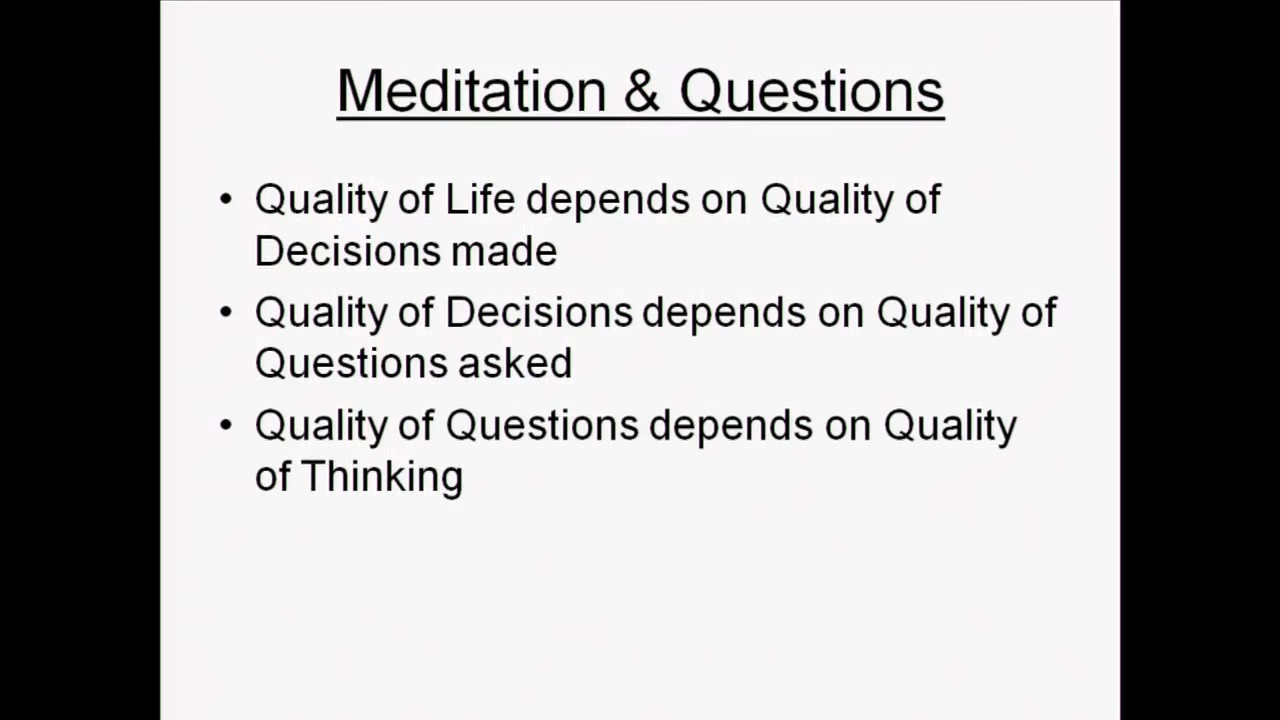 Meditation & Questions
• Quality of Life depends on Quality of
Decisions made
• Quality of Decisions depends on Quality of
Questions asked
• Quality of Questions depends on Quality
of Thinking